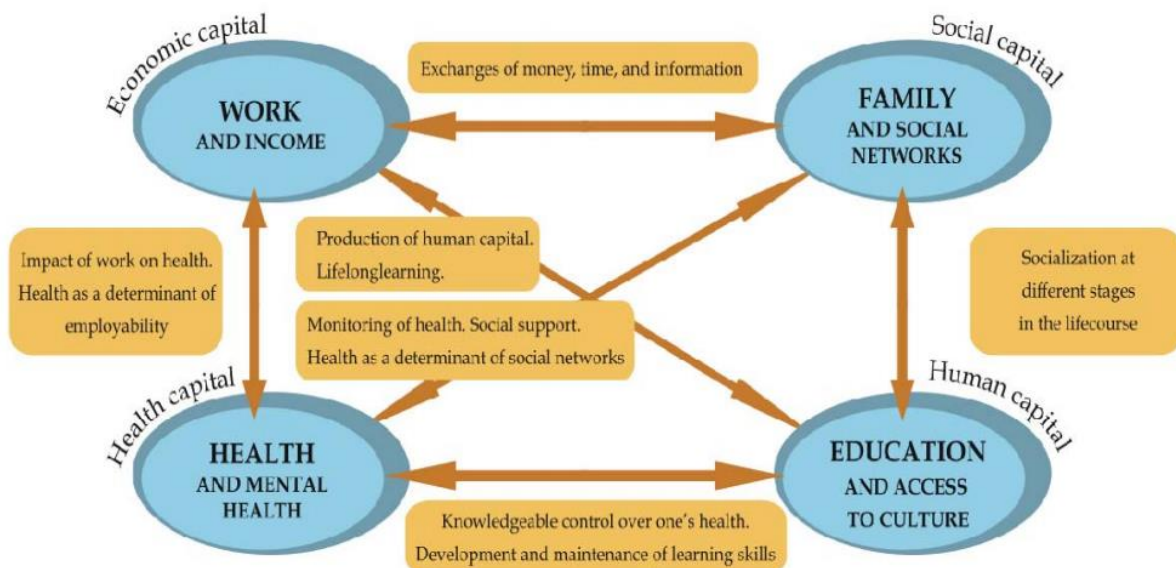 Economic capital
WORK
AND INCOME
Exchanges of money, time, and information
Social capital
FAMILY
AND SOCIAL
NETWORKS
Impact of work on health.
Health as a determinant of
employability
Production of human capital.
Lifelonglearning.
Monitoring of health. Social support.
Health as a determinant of social networks
Socialization at
different stages
in the lifecourse
Health capital
HEALTH
AND MENTAL
HEALTH
Knowledgeable control over one's health.
Development and maintenance of learning skills
Human capital
EDUCATION
AND ACCESS
TO CULTURE